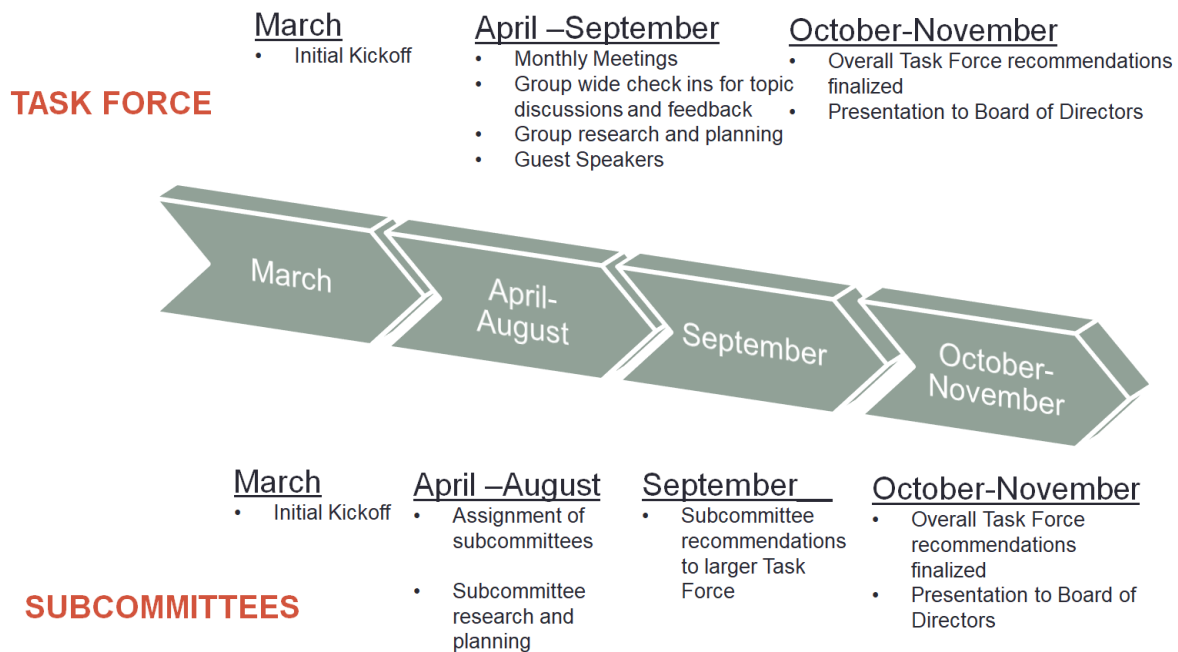 March
• Initial Kickoff
April –September
• Monthly Meetings
• Group wide check ins for topic
discussions and feedback
• Group research and planning
• Guest Speakers
October-November
• Overall Task Force recommendations
finalized
• Presentation to Board of Directors
TASK FORCE
March
April-
August
September
October-
November
March
• Initial Kickoff
April –August
• Assignment of
subcommittees
• Subcommittee
research and
planning
September__
• Subcommittee
recommendations
to larger Task
Force
October-November
• Overall Task Force
recommendations
finalized
• Presentation to Board of
Directors
SUBCOMMITTEES